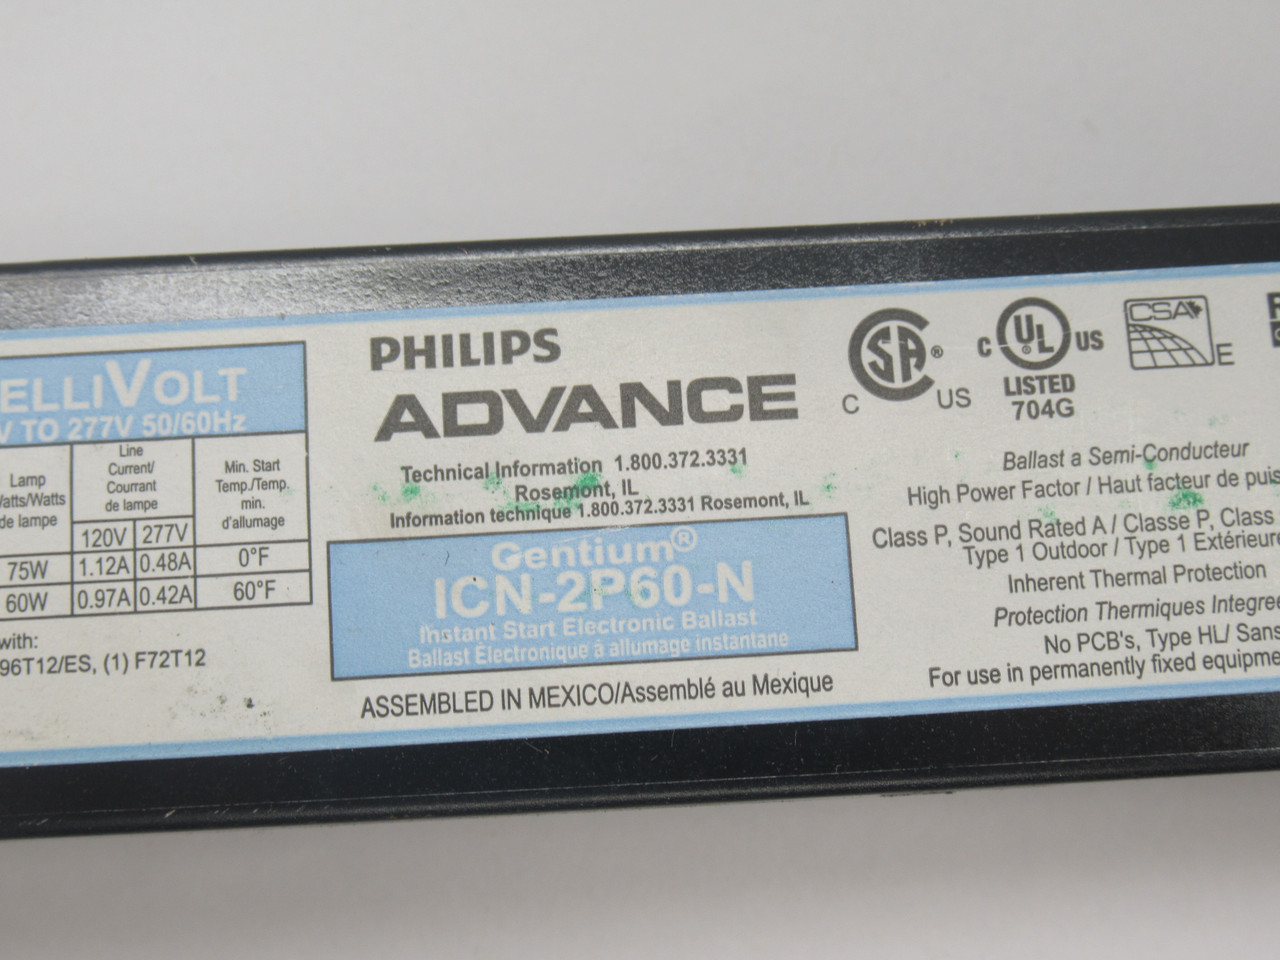 ELLIVOLT
V TO 277V 50/60Hz
Lamp
Watts/Watts
de lampe
Line
Current/
Courrant
de lampe
Min. Start
Temp./Temp.
min.
d'allumage
120V 277V
75W 1.12A 0.48A 0°F
60W 0.97A 0.42A 60°F
with:
96T12/ES, (1) F72T12
PHILIPS
ADVANCE
Technical Information 1.800.372.3331
Rosemont, IL
Information technique 1.800.372.3331 Rosemont, IL
Gentium®
ICN-2P60-N
Instant Start Electronic Ballast
Ballast Électronique à allumage instantane
ASSEMBLED IN MEXICO/Assemblé au Mexique
C SA ® US
C UL ® US
LISTED
704G
CSA E
Ballast a Semi-Conducteur
High Power Factor / Haut facteur de puis
Class P, Sound Rated A / Classe P, Class
Type 1 Outdoor / Type 1 Extérieure
Inherent Thermal Protection
Protection Thermiques Integree
No PCB's, Type HL/ Sans
For use in permanently fixed equipme